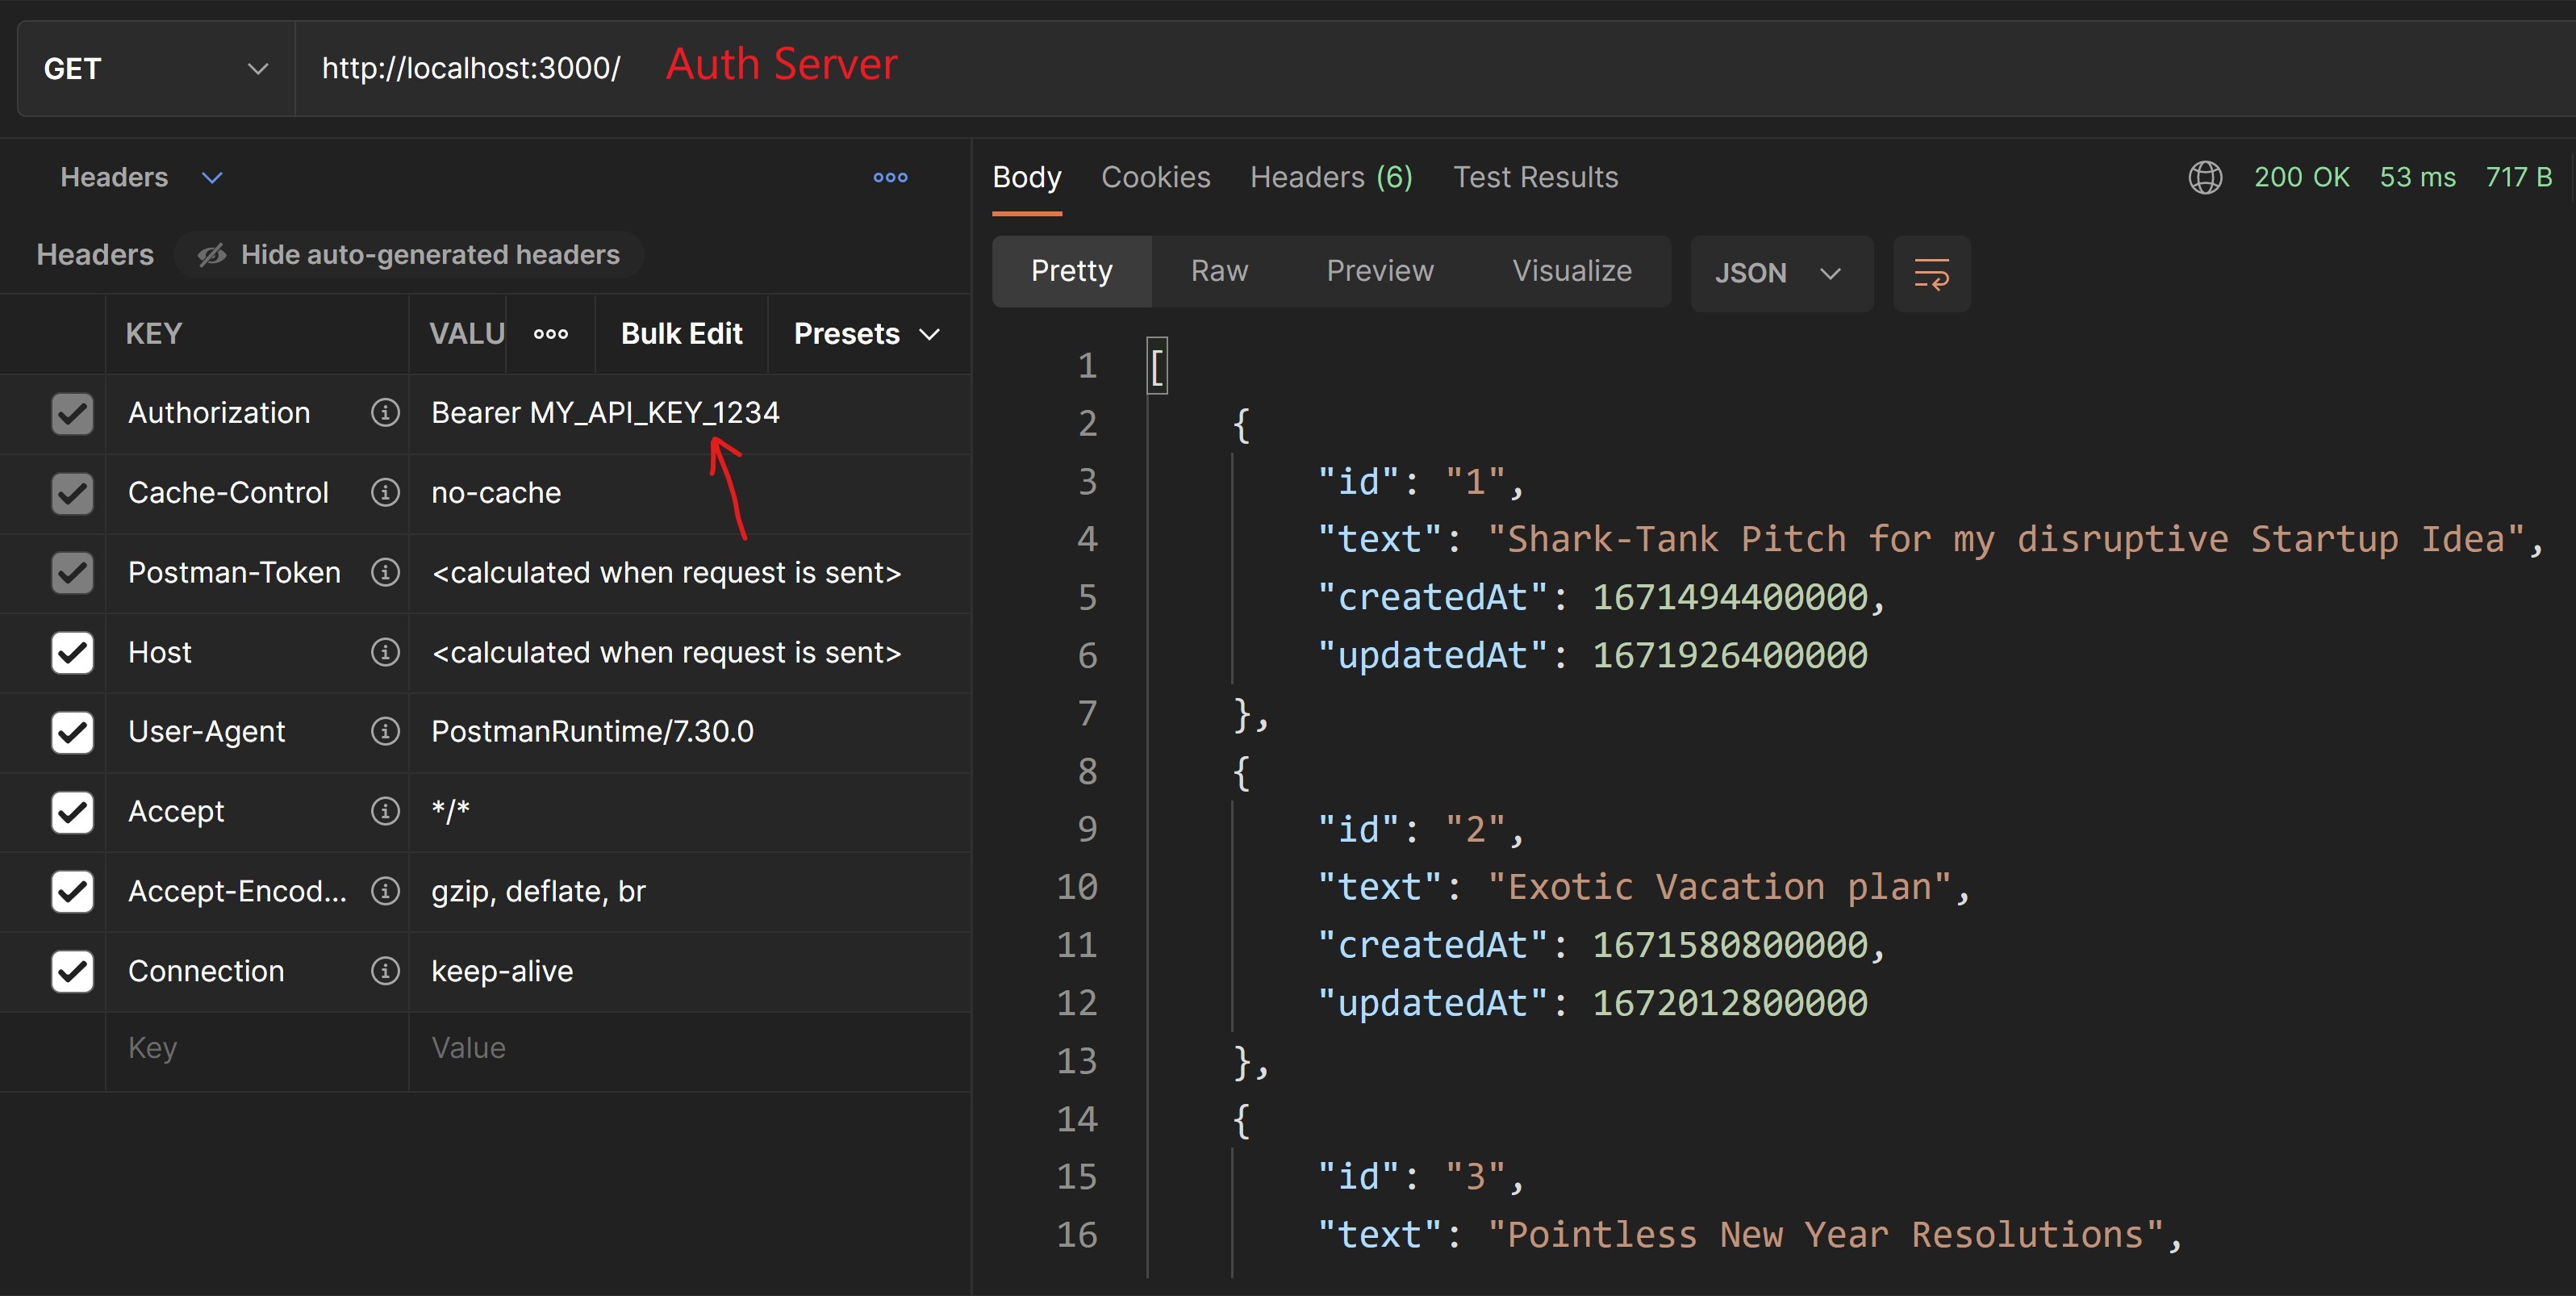 GET http://localhost:3000/ Auth Server
Headers
Headers Hide auto-generated headers
KEY VALU Bulk Edit Presets
Authorization Bearer MY_API_KEY_1234
Cache-Control no-cache
Postman-Token <calculated when request is sent>
Host <calculated when request is sent>
User-Agent PostmanRuntime/7.30.0
Accept */*
Accept-Encod... gzip, deflate, br
Connection keep-alive
Key Value
Body Cookies Headers (6) Test Results 200 OK 53 ms 717 B
Pretty Raw Preview Visualize JSON
1 [
2 {
3 "id": "1",
4 "text": "Shark-Tank Pitch for my disruptive Startup Idea",
5 "createdAt": 1671494400000,
6 "updatedAt": 1671926400000
7 },
8 {
9 "id": "2",
10 "text": "Exotic Vacation plan",
11 "createdAt": 1671580800000,
12 "updatedAt": 1672012800000
13 },
14 {
15 "id": "3",
16 "text": "Pointless New Year Resolutions",